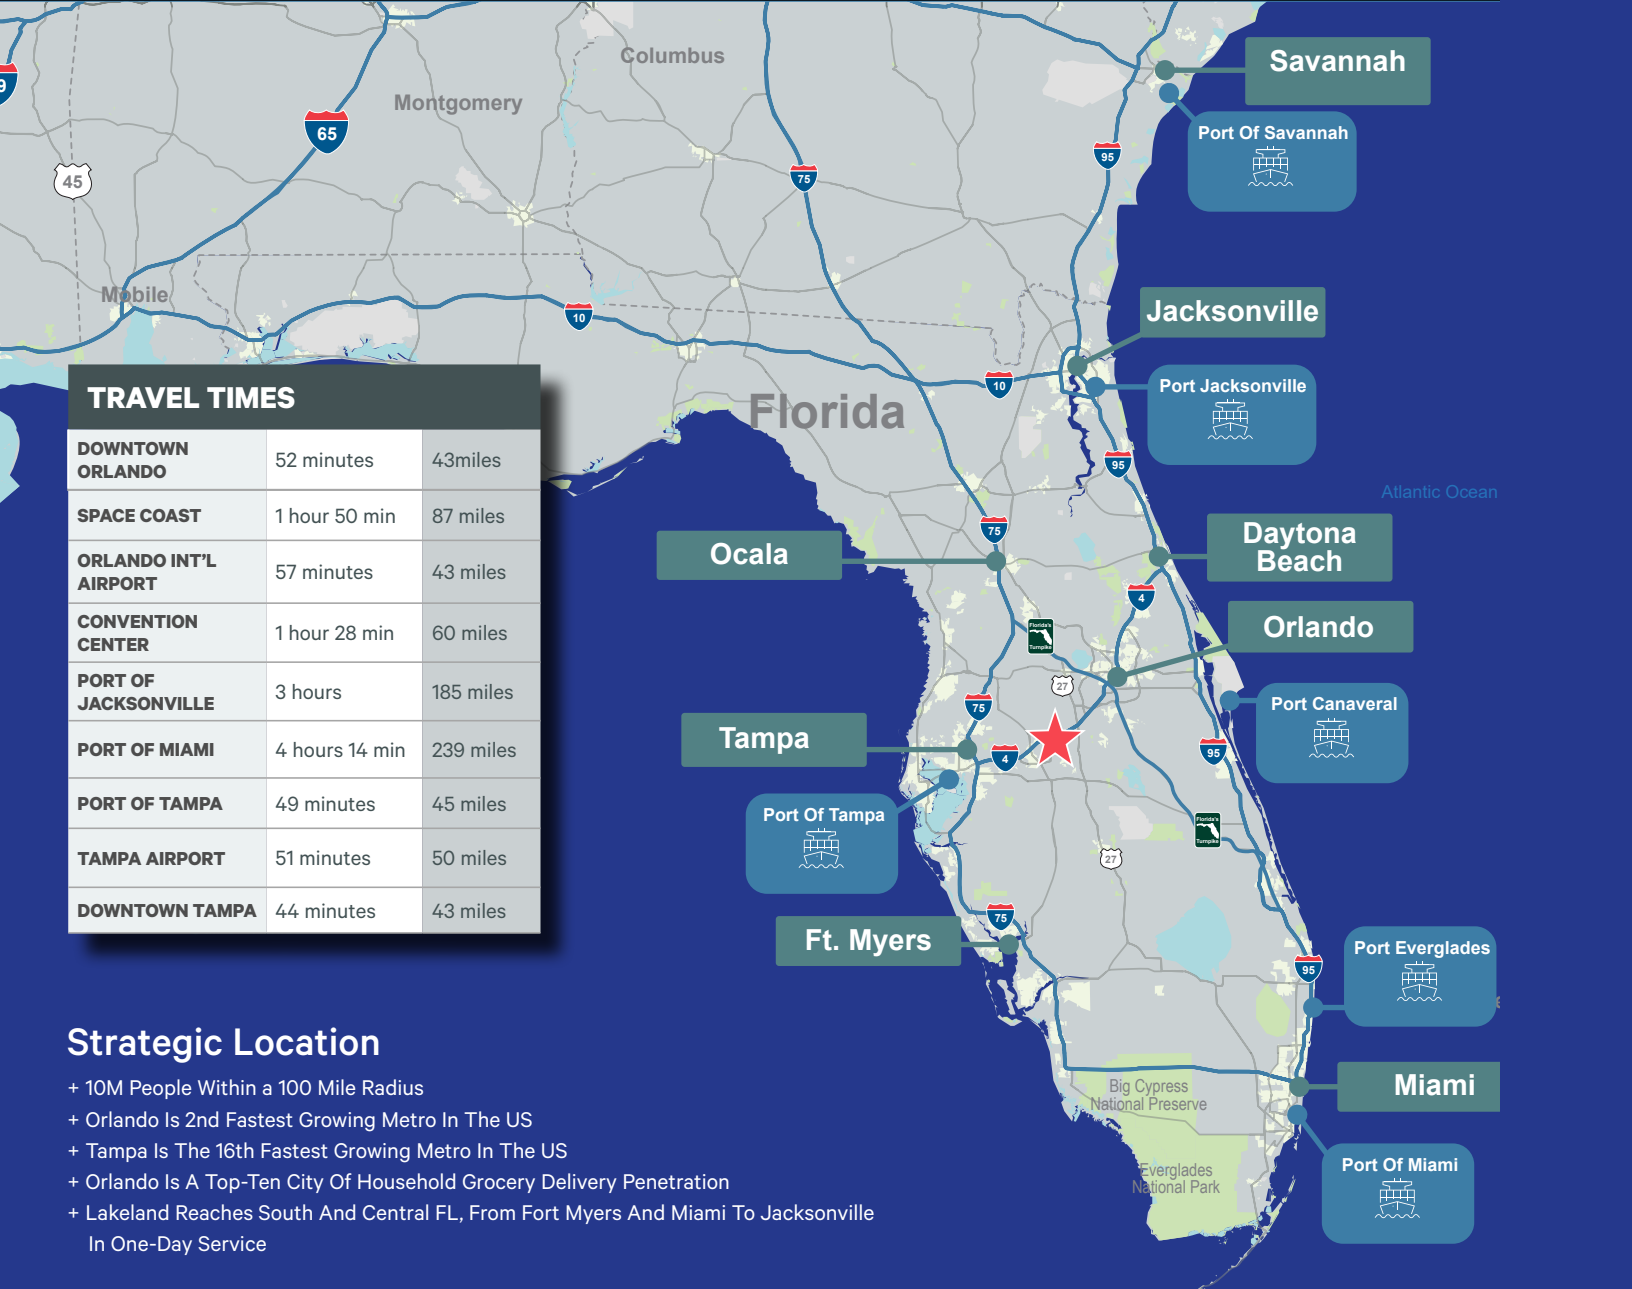 Columbus
Montgomery
Savannah
Port Of Savannah
9
65
45
75
95
Mobile
10
Jacksonville
10
Port Jacksonville
Florida
95
Atlantic Ocean
TRAVEL TIMES
DOWNTOWN
ORLANDO
52 minutes
43miles
SPACE COAST
1 hour 50 min
87 miles
ORLANDO INT'L
AIRPORT
57 minutes
43 miles
CONVENTION
CENTER
1 hour 28 min
60 miles
PORT OF
JACKSONVILLE
3 hours
185 miles
PORT OF MIAMI
4 hours 14 min
239 miles
PORT OF TAMPA
49 minutes
45 miles
TAMPA AIRPORT
51 minutes
50 miles
DOWNTOWN TAMPA
44 minutes
43 miles
75
Ocala
Daytona
Beach
4
Florida's
Turnpike
Orlando
27
75
Port Canaveral
Tampa
4
95
Port Of Tampa
Florida's
Turnpike
27
75
Ft. Myers
Port Everglades
95
Miami
Big Cypress
National Preserve
Everglades
National Park
Port Of Miami
Strategic Location
+ 10M People Within a 100 Mile Radius
+ Orlando Is 2nd Fastest Growing Metro In The US
+ Tampa Is The 16th Fastest Growing Metro In The US
+ Orlando Is A Top-Ten City Of Household Grocery Delivery Penetration
+ Lakeland Reaches South And Central FL, From Fort Myers And Miami To Jacksonville
In One-Day Service